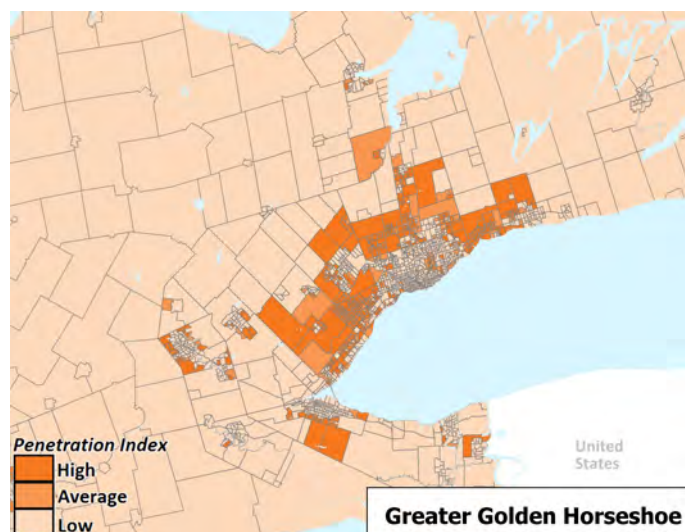 United
States
Penetration Index
High
Average
Low
Greater Golden Horseshoe